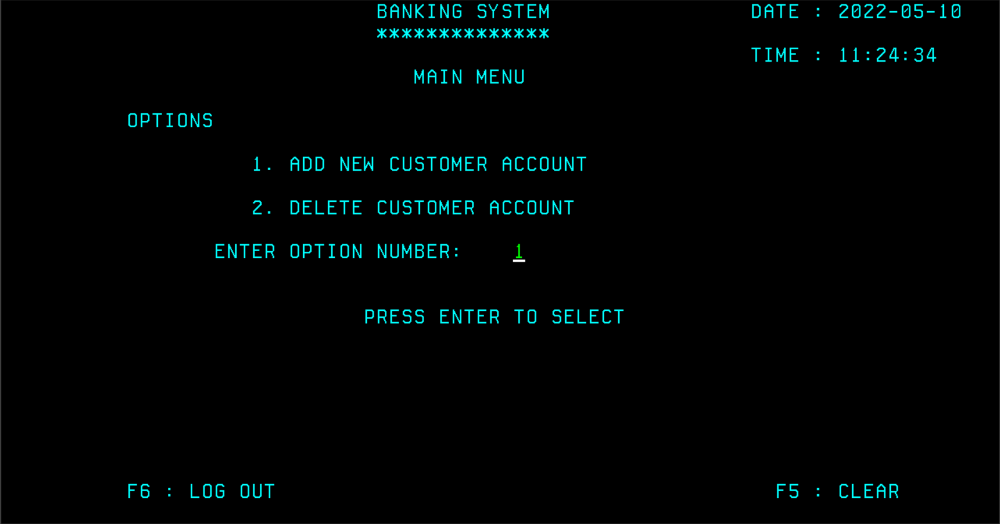 BANKING SYSTEM DATE : 2022-05-10
**************
TIME : 11:24:34
MAIN MENU
OPTIONS
1. ADD NEW CUSTOMER ACCOUNT
2. DELETE CUSTOMER ACCOUNT
ENTER OPTION NUMBER: 1
PRESS ENTER TO SELECT
F6 : LOG OUT F5 : CLEAR